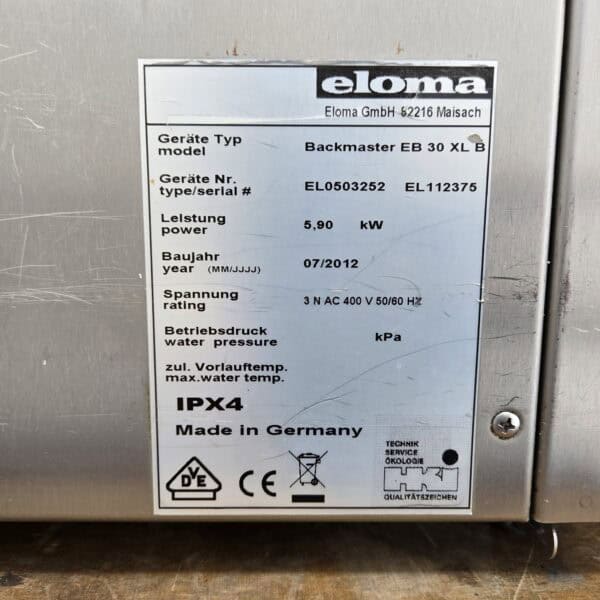 eloma
Eloma GmbH 82216 Maisach
Geräte Typ
model
Backmaster EB 30 XL B
Geräte Nr.
type/serial #
EL0503252 EL112375
Leistung
power
5,90 kW
Baujahr
year (MM/JJJJ)
07/2012
Spannung
rating
3 N AC 400 V 50/60 Hz
Betriebsdruck
water pressure
kPa
zul. Vorlauftemp.
max.water temp.
IPX4
Made in Germany
DVE
CE
TECHNIK
SERVICE
ÖKOLOGIE
HKI
QUALITÄTSZEICHEN